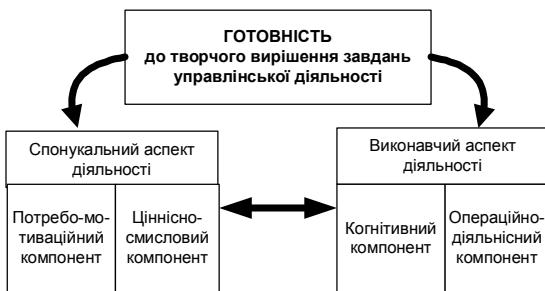 ГОТОВНІСТЬ
до творчого вирішення завдань
управлінської діяльності
Спонукальний аспект
діяльності
Потребо-мо-
тиваційний
компонент
Ціннісно-
смисловий
компонент
Виконавчий аспект
діяльності
Когнітивний
компонент
Операційно-
діяльнісний
компонент